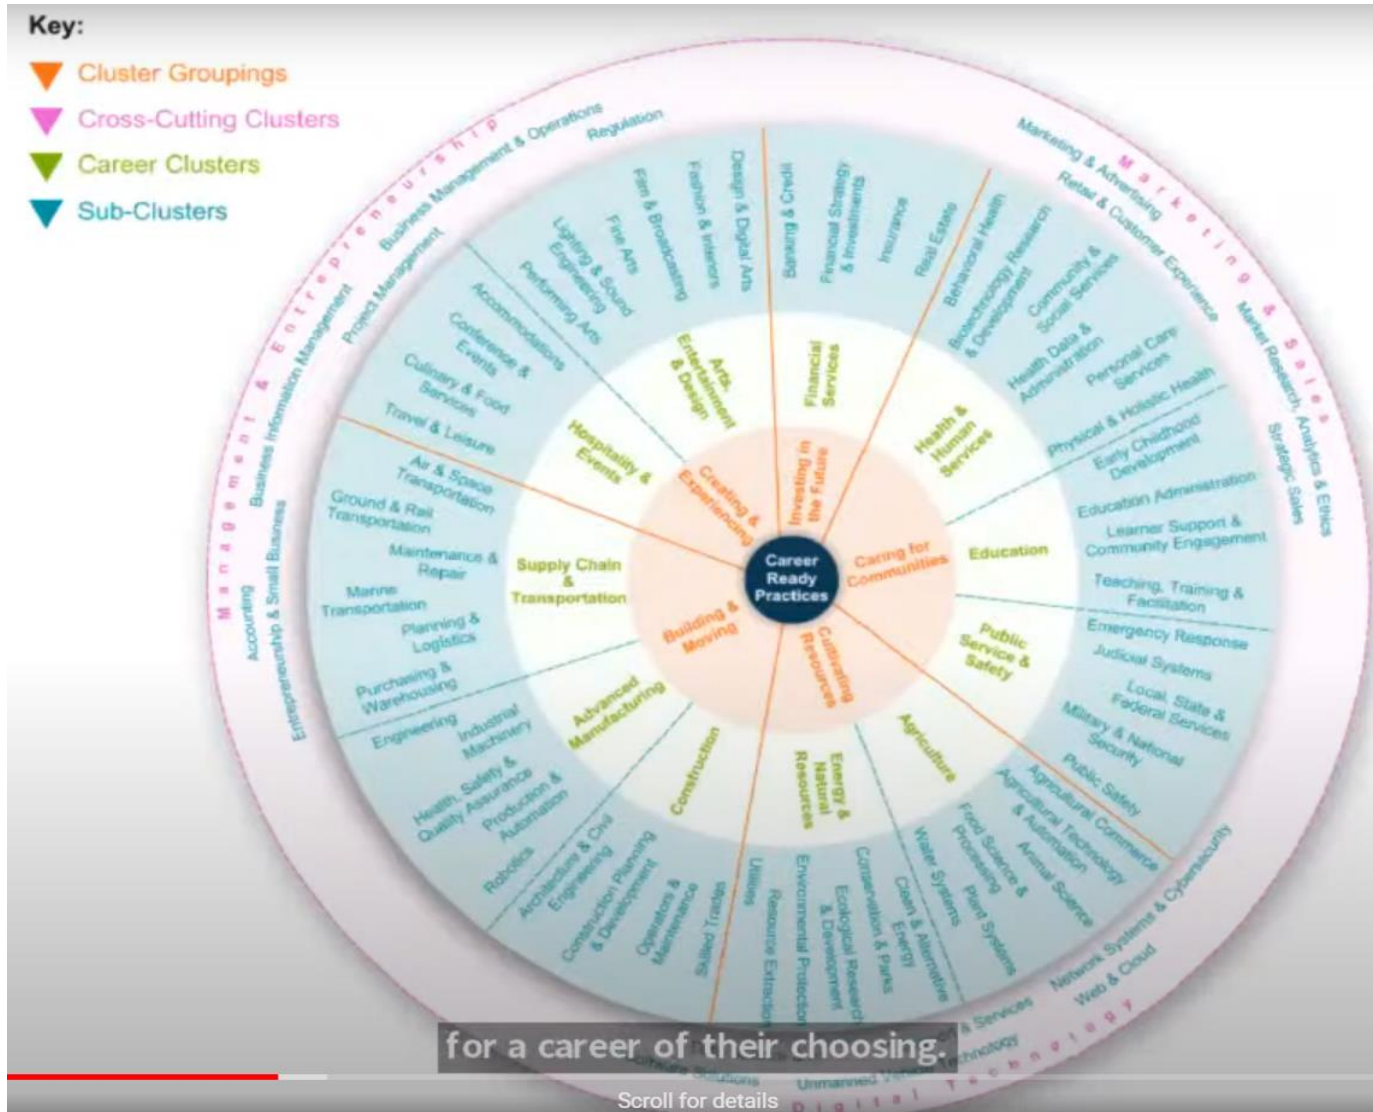 Key:
Cluster Groupings
Cross-Cutting Clusters
Career Clusters
Sub-Clusters
Management & Entrepreneurship
Accounting
Entrepreneurship & Small Business
Business Information Management
Project Management
Business Management & Operations
Regulation
Marketing & Sales
Marketing & Advertising
Retail & Customer Experience
Market Research, Analytics & Ethics
Strategic Sales
Digital Technology
Network Systems & Cybersecurity
Web & Cloud
& Services
Unmanned Vehicle Technology
Software Solutions
Career
Ready
Practices
Creating &
Experiencing
Investing in
the Future
Caring for
Communities
Cultivating
Resources
Building &
Moving
Arts,
Entertainment
& Design
Financial
Services
Health &
Human
Services
Education
Public
Service &
Safety
Agriculture
Energy &
Natural
Resources
Construction
Advanced
Manufacturing
Supply Chain
&
Transportation
Hospitality &
Events
Performing Arts
Lighting & Sound
Engineering
Fine Arts
Film & Broadcasting
Fashion & Interiors
Design & Digital Arts
Banking & Credit
Financial Strategy
& Investments
Insurance
Real Estate
Behavioral Health
Biotechnology Research
& Development
Community &
Social Services
Health Data &
Administration
Personal Care
Services
Physical & Holistic Health
Early Childhood
Development
Education Administration
Learner Support &
Community Engagement
Teaching, Training &
Facilitation
Emergency Response
Judicial Systems
Local, State &
Federal Services
Military & National
Security
Public Safety
Agricultural Commerce
Agricultural Technology
& Automation
Animal Science
Food Science &
Processing
Plant Systems
Water Systems
Clean & Alternative
Energy
Conservation & Parks
Ecological Research
& Development
Environmental Protection
Resource Extraction
Utilities
Skilled Trades
Operators &
Maintenance
Construction Planning
& Development
Architecture & Civil
Engineering
Robotics
Production &
Automation
Health, Safety &
Quality Assurance
Industrial
Machinery
Engineering
Purchasing &
Warehousing
Planning &
Logistics
Marine
Transportation
Maintenance &
Repair
Ground & Rail
Transportation
Air & Space
Transportation
Travel & Leisure
Culinary & Food
Services
Conference &
Events
Accommodations
for a career of their choosing.
Scroll for details